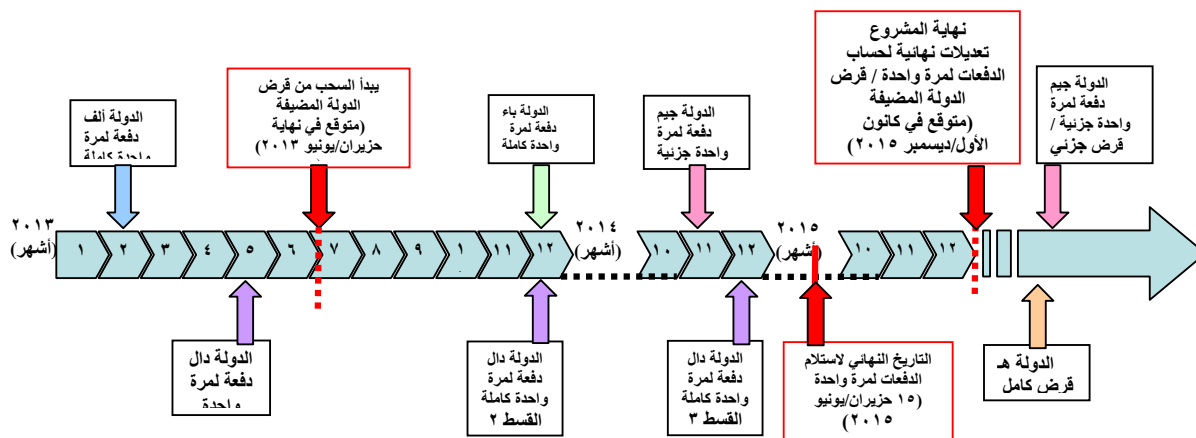 نهاية المشروع
تعديلات نهائية لحساب
الدفعات لمرة واحدة / قرض
الدولة المضيفة
(متوقع في كانون
الأول/ديسمبر ٢٠١٥)
يبدأ السحب من قرض
الدولة المضيفة
(متوقع في نهاية
حزيران/يونيو ٢٠١٣)
الدولة ألف
دفعة لمرة
واحدة كاملة
الدولة باء
دفعة لمرة
واحدة كاملة
الدولة جيم
دفعة لمرة
واحدة جزئية
الدولة جيم
دفعة لمرة
واحدة جزئية /
قرض جزئي
٢٠١٣
(أشهر)
١ ٢ ٣ ٤ ٥ ٦ ٧ ٨ ٩ ١ ١١ ١٢
٢٠١٤
(أشهر)
١٠ ١١ ١٢
٢٠١٥
(أشهر)
١٠ ١١ ١٢
الدولة دال
دفعة لمرة
واحدة
الدولة دال
دفعة لمرة
واحدة كاملة
القسط ٢
الدولة دال
دفعة لمرة
واحدة كاملة
القسط ٣
التاريخ النهائي لاستلام
الدفعات لمرة واحدة
(١٥ حزيران/يونيو
٢٠١٥
الدولة هـ
قرض كامل